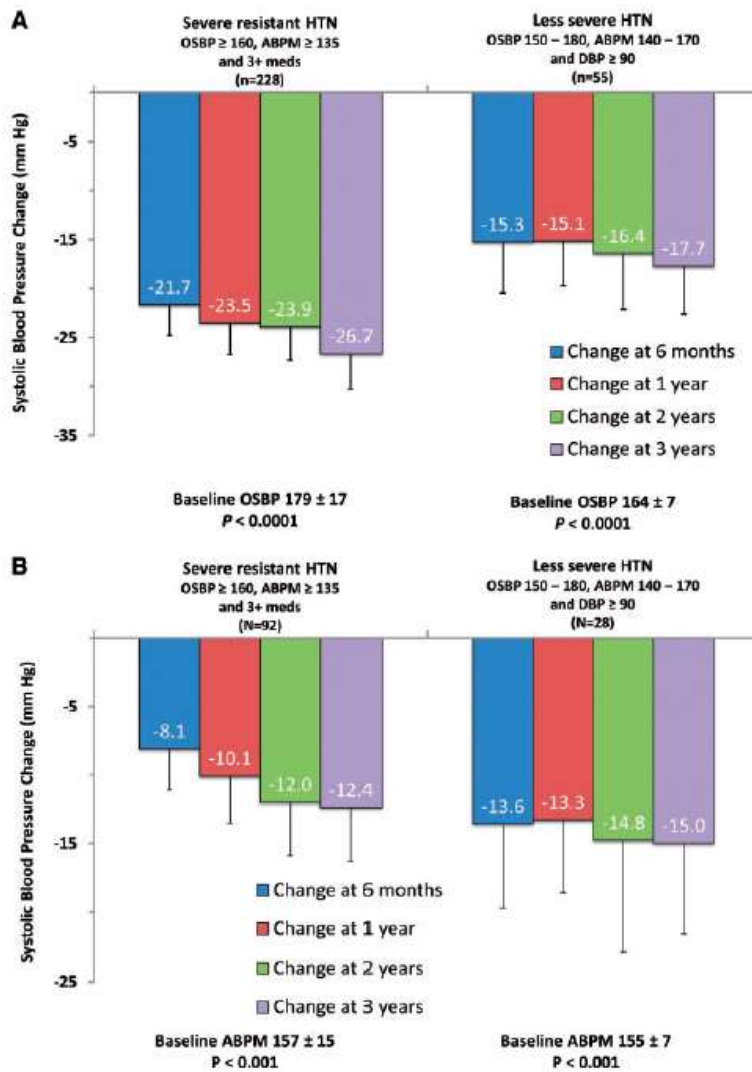 A
Severe resistant HTN
OSBP ≥ 160, ABPM ≥ 135
and 3+ meds
(n=228)
Less severe HTN
OSBP 150 – 180, ABPM 140 – 170
and DBP ≥ 90
(n=55)
Systolic Blood Pressure Change (mm Hg)
-5
-15
-25
-35
-21.7
-23.5
-23.9
-26.7
-15.3
-15.1
-16.4
-17.7
Change at 6 months
Change at 1 year
Change at 2 years
Change at 3 years
Baseline OSBP 179 ± 17
P < 0.0001
Baseline OSBP 164 ± 7
P < 0.0001
B
Severe resistant HTN
OSBP ≥ 160, ABPM ≥ 135
and 3+ meds
(N=92)
Less severe HTN
OSBP 150 – 180, ABPM 140 – 170
and DBP ≥ 90
(N=28)
Systolic Blood Pressure Change (mm Hg)
-5
-15
-25
-8.1
-10.1
-12.0
-12.4
-13.6
-13.3
-14.8
-15.0
Change at 6 months
Change at 1 year
Change at 2 years
Change at 3 years
Baseline ABPM 157 ± 15
P < 0.001
Baseline ABPM 155 ± 7
P < 0.001